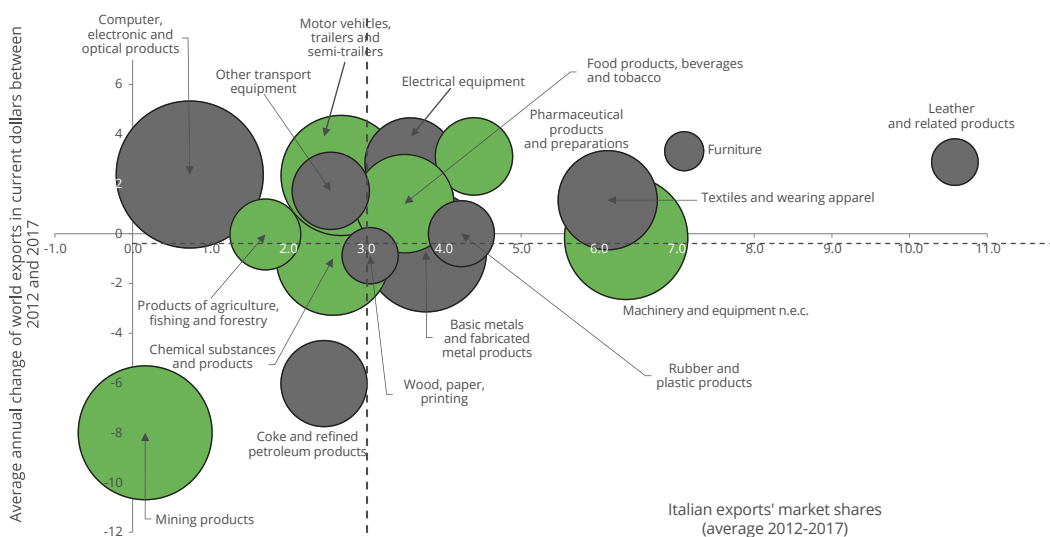 Computer,
electronic and
optical products
Motor vehicles,
trailers and
semi-trailers
Other transport
equipment
Electrical equipment
Food products, beverages
and tobacco
Pharmaceutical
products
and preparations
Leather
and related products
Furniture
Textiles and wearing apparel
Average annual change of world exports in current dollars between
2012 and 2017
6
4
2
0
-2
-4
-6
-8
-10
-12
-1.0 0.0 1.0 2.0 3.0 4.0 5.0 6.0 7.0 8.0 9.0 10.0 11.0
Products of agriculture,
fishing and forestry
Chemical substances
and products
Basic metals
and fabricated
metal products
Machinery and equipment n.e.c.
Rubber and
plastic products
Wood, paper,
printing
Coke and refined
petroleum products
Mining products
Italian exports' market shares
(average 2012-2017)